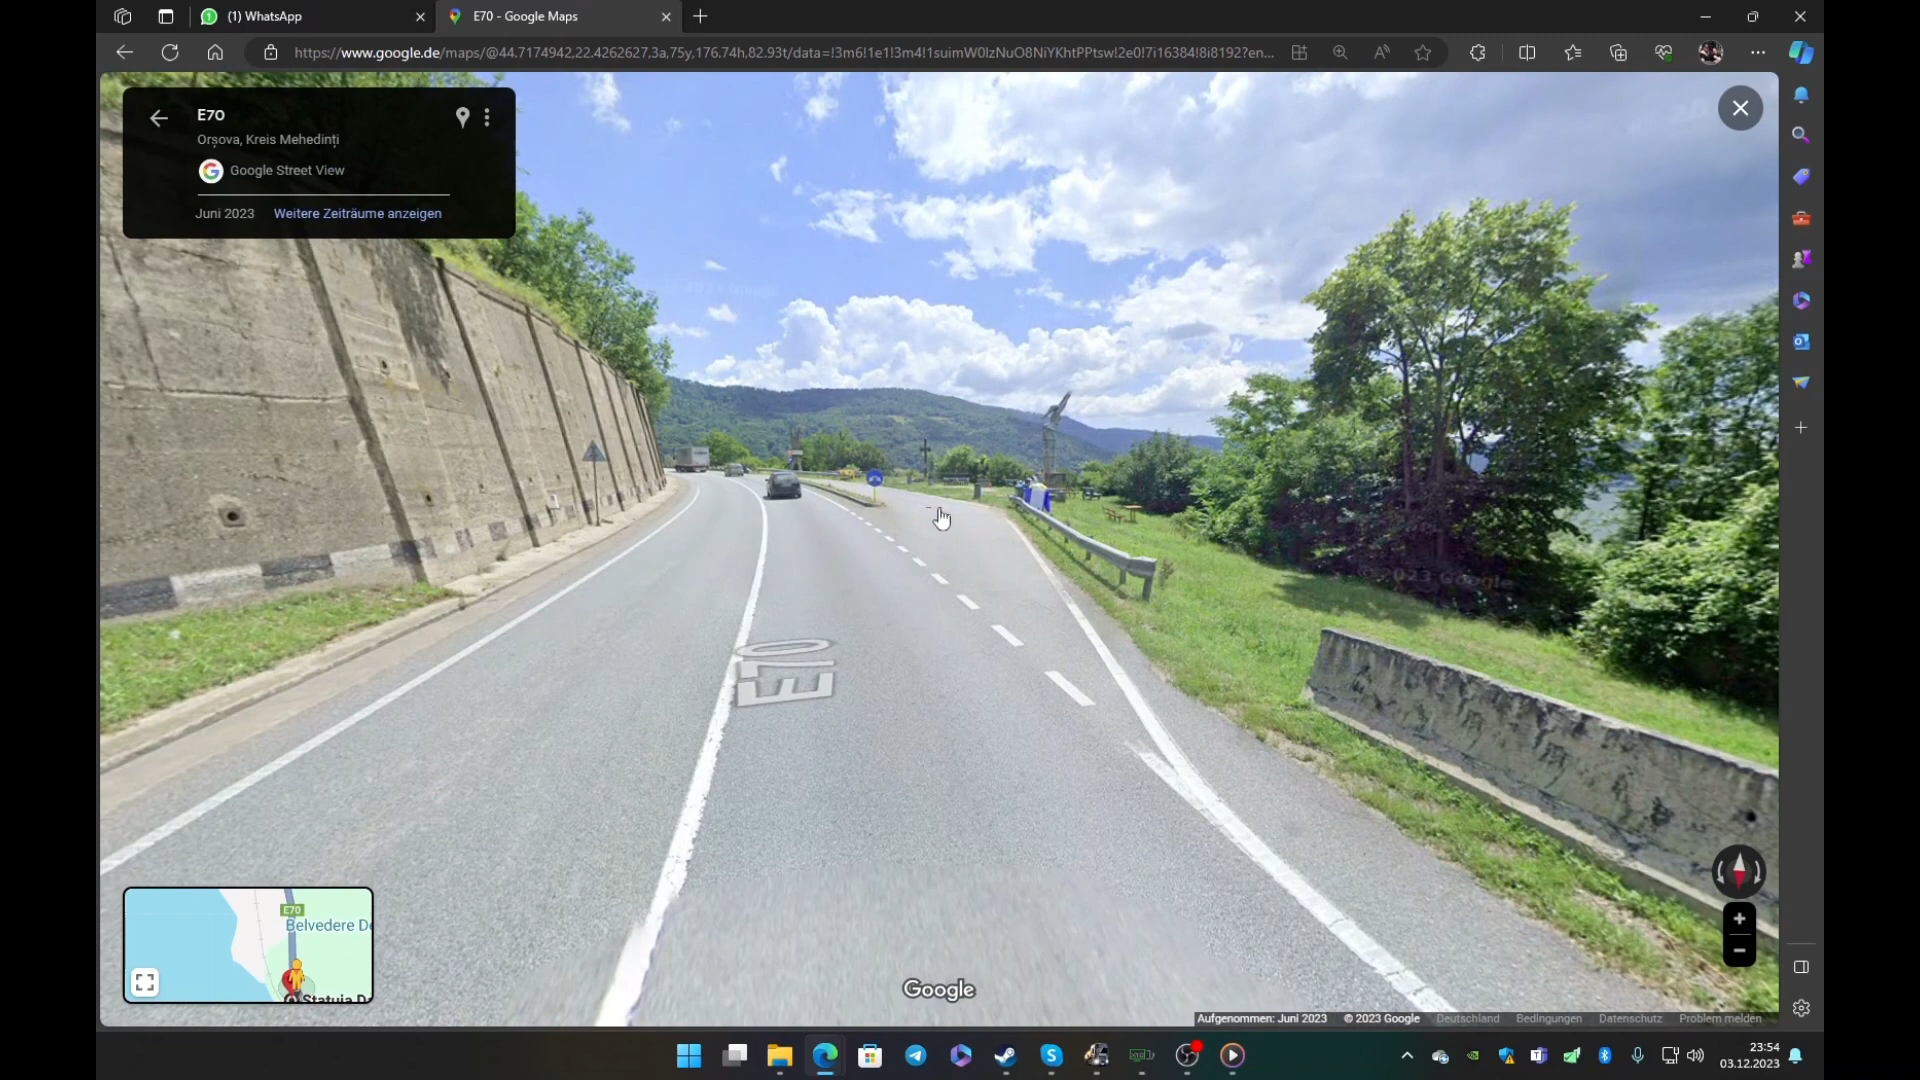 (1) WhatsApp
E70 - Google Maps
https://www.google.de/maps/@44.7174942,22.4262627,3a,75y,176.74h,82.93t/data=!3m6!1e1!3m4!1suimW0IzNuO8NiYKhtPPtsw!2e0!7i16384!8i8192?en...
E70
Orșova, Kreis Mehedinți
Google Street View
Juni 2023 Weitere Zeiträume anzeigen
E70
E70
Belvedere De
Statuia Da
Google
Aufgenommen: Juni 2023 © 2023 Google Deutschland Bedingungen Datenschutz Problem melden
23:54
03.12.2023